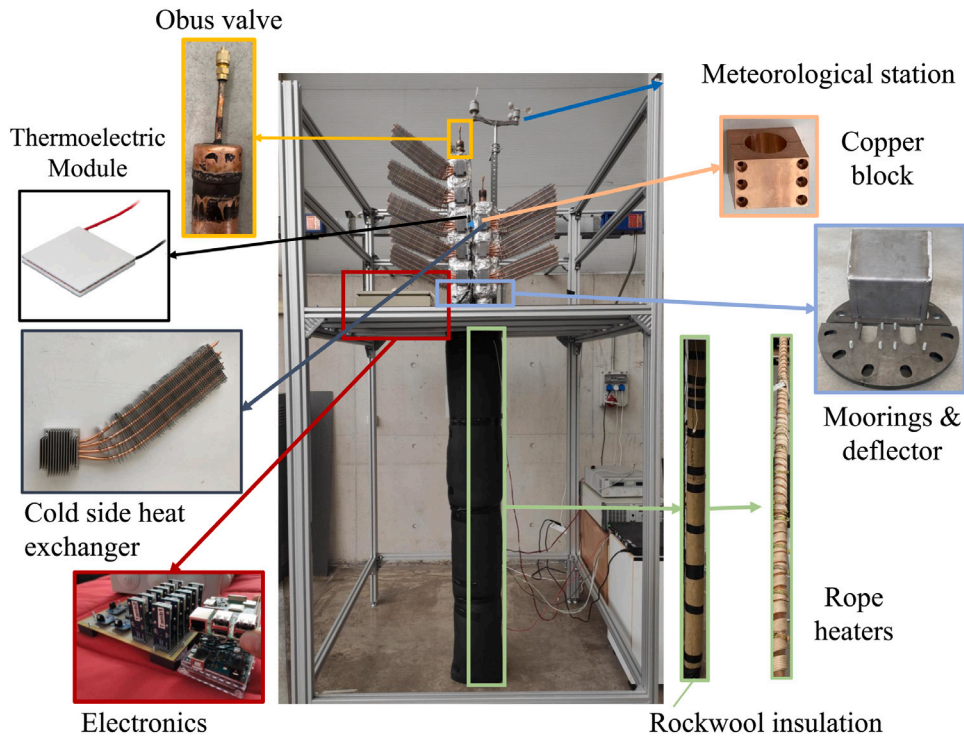 Obus valve
Meteorological station
Thermoelectric
Module
Copper
block
Moorings &
deflector
Cold side heat
exchanger
Rope
heaters
Electronics
Rockwool insulation